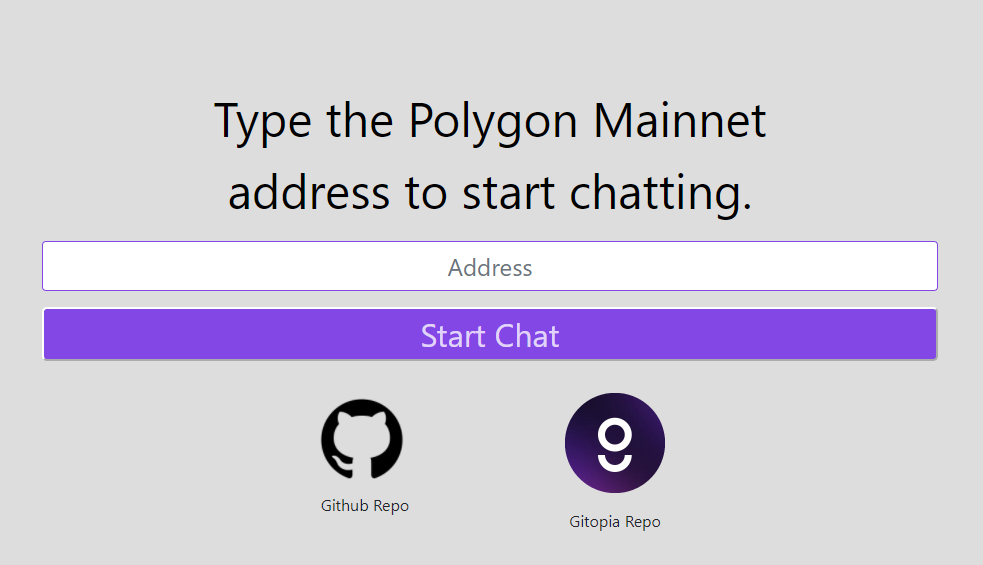 Type the Polygon Mainnet
address to start chatting.
Address
Start Chat
Github Repo
Gitopia Repo